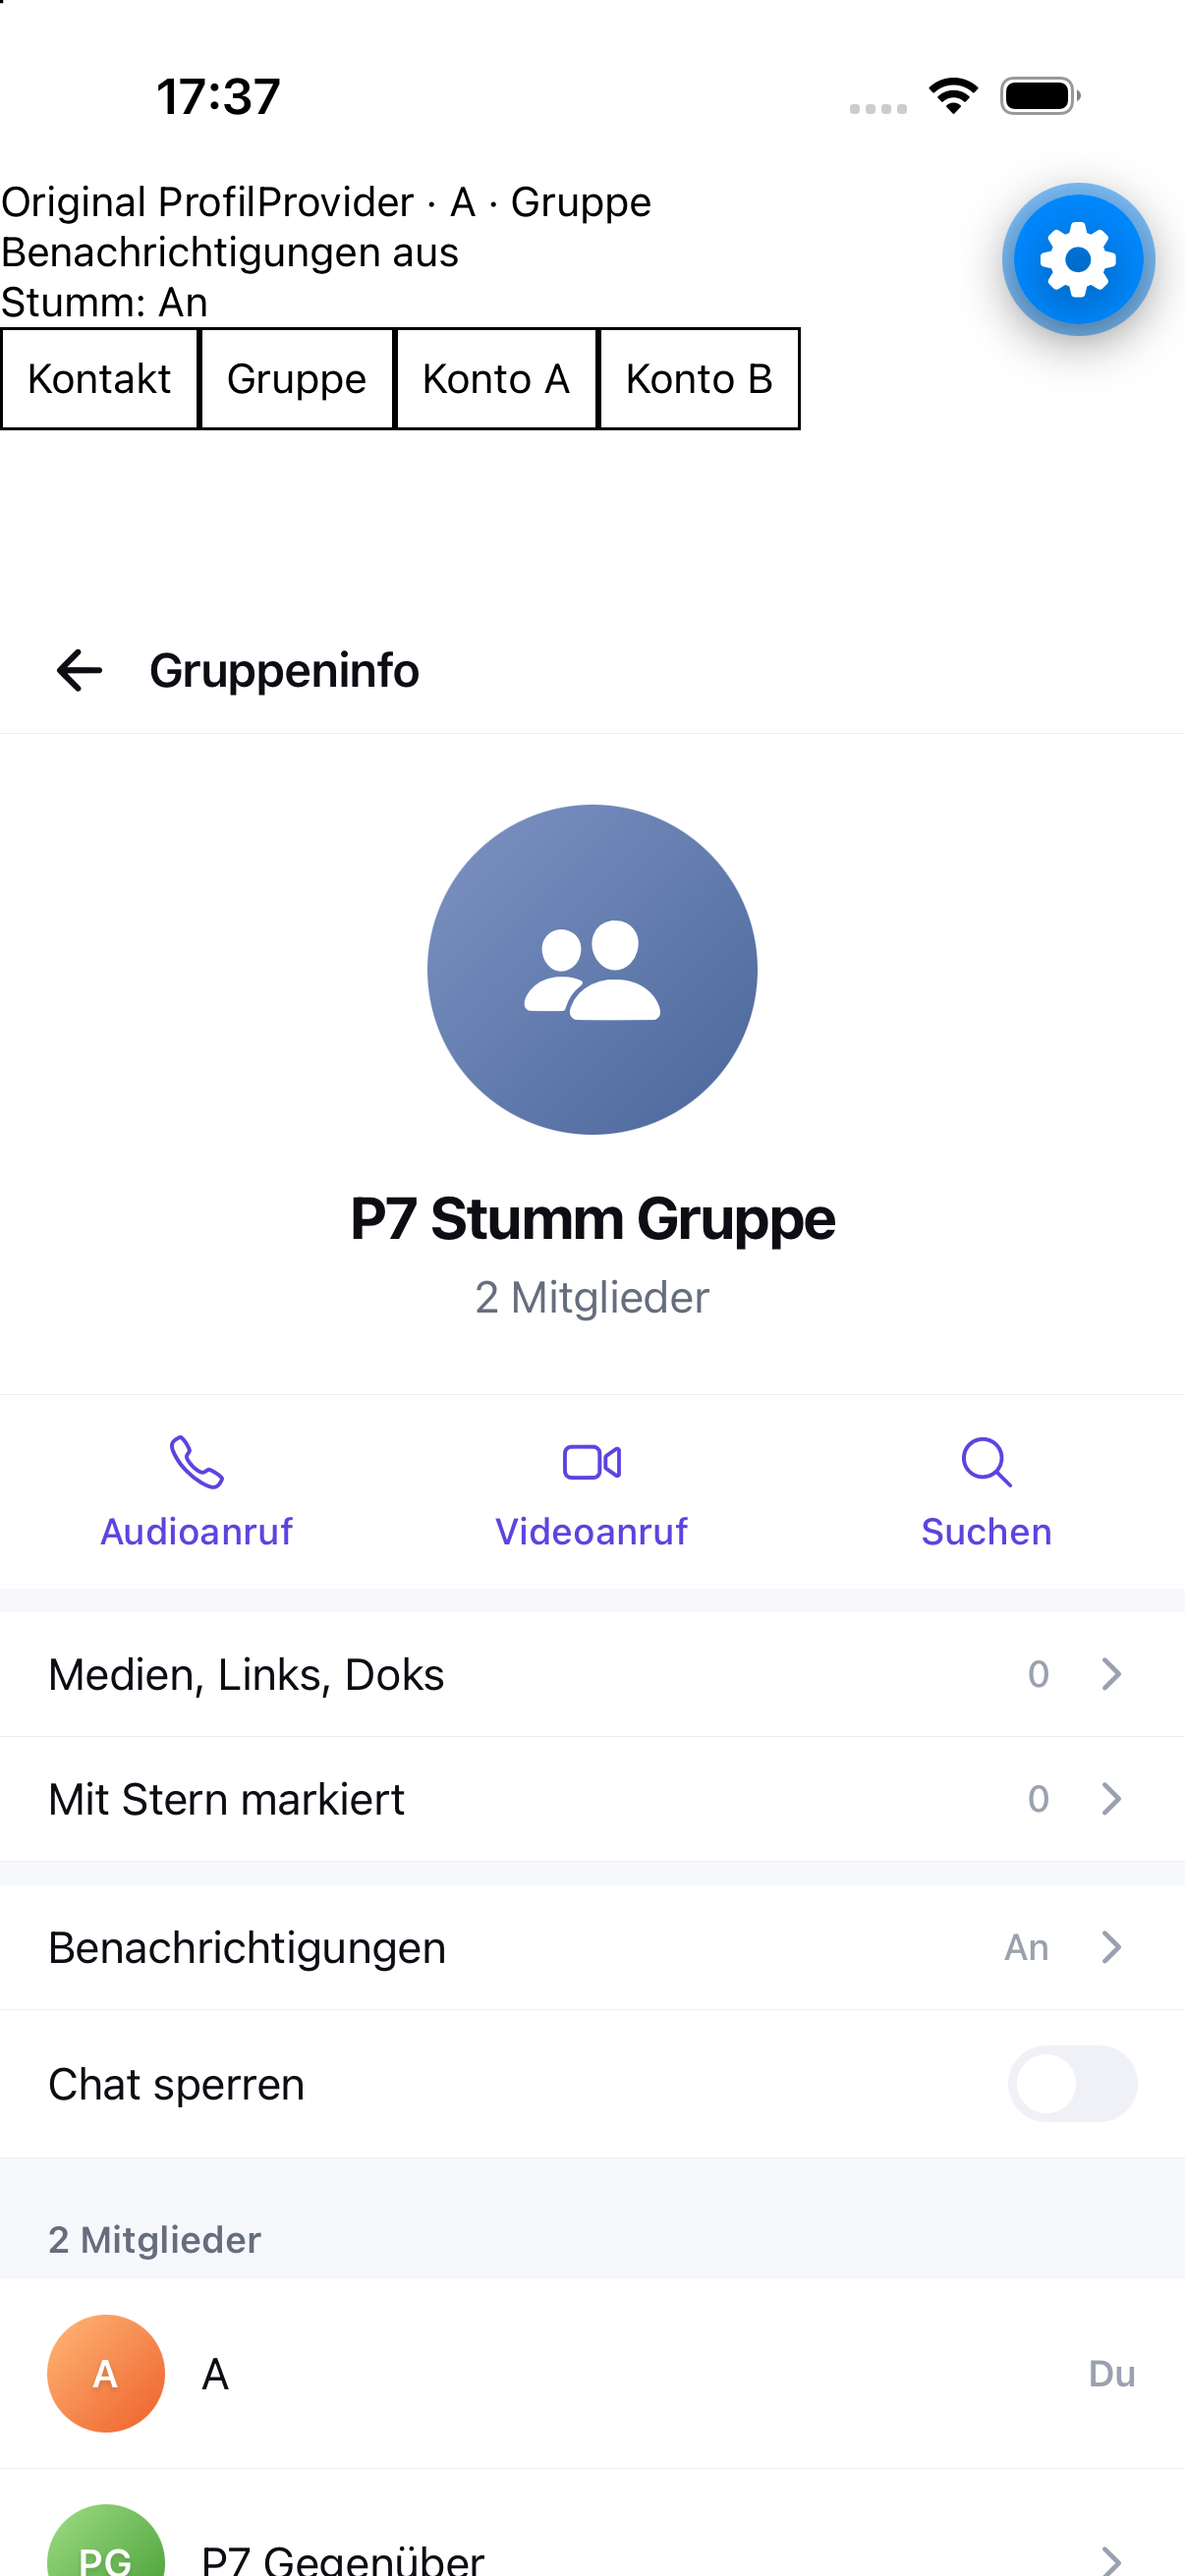 17:37
Original ProfilProvider · A · Gruppe
Benachrichtigungen aus
Stumm: An
Kontakt Gruppe Konto A Konto B
Gruppeninfo
P7 Stumm Gruppe
2 Mitglieder
Audioanruf Videoanruf Suchen
Medien, Links, Doks 0
Mit Stern markiert 0
Benachrichtigungen An
Chat sperren
2 Mitglieder
A A Du
PG P7 Gegenüber